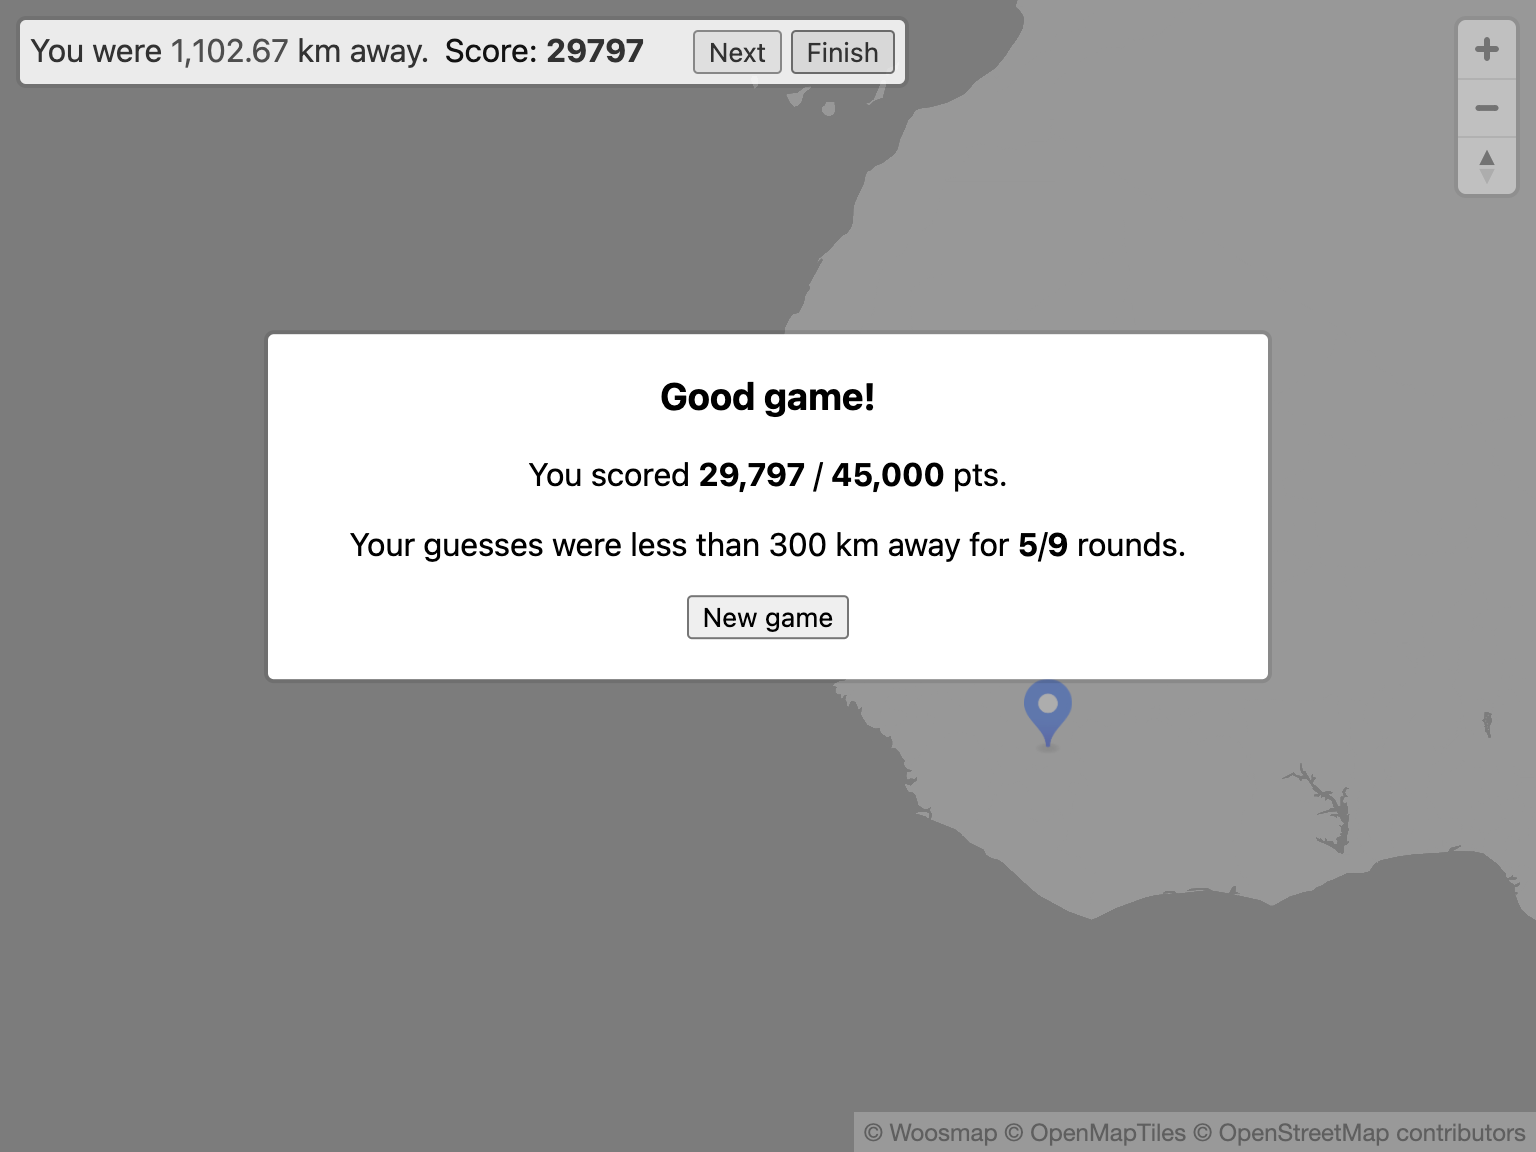 You were 1,102.67 km away. Score: 29797 Next Finish
Good game!
You scored 29,797 / 45,000 pts.
Your guesses were less than 300 km away for 5/9 rounds.
New game
© Woosmap © OpenMapTiles © OpenStreetMap contributors